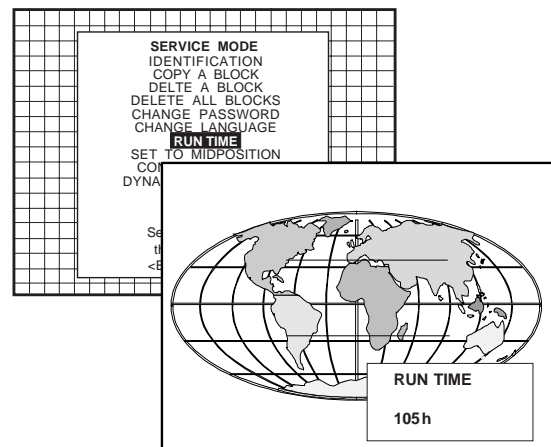 SERVICE MODE
IDENTIFICATION
COPY A BLOCK
DELTE A BLOCK
DELETE ALL BLOCKS
CHANGE PASSWORD
CHANGE LANGUAGE
RUN TIME
SET TO MIDPOSITION
RUN TIME
105 h